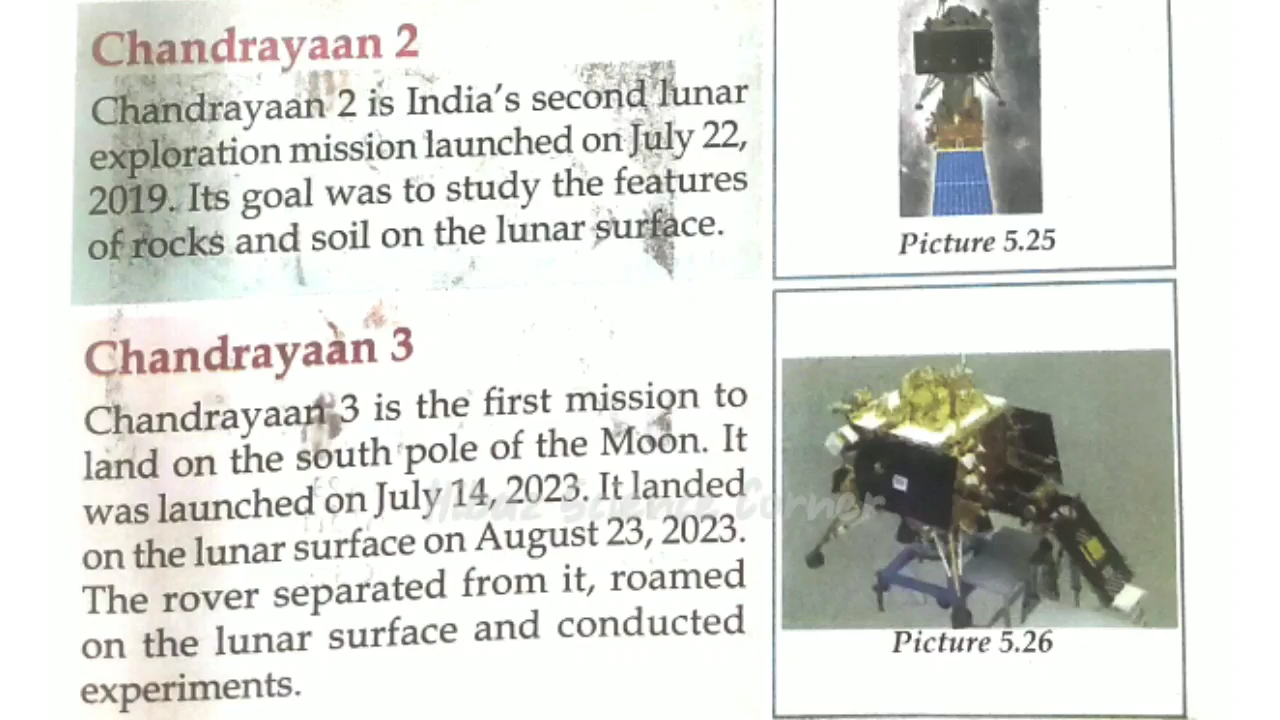 Chandrayaan 2
Chandrayaan 2 is India's second lunar
exploration mission launched on July 22,
2019. Its goal was to study the features
of rocks and soil on the lunar surface.
Picture 5.25
Chandrayaan 3
Chandrayaan 3 is the first mission to
land on the south pole of the Moon. It
was launched on July 14, 2023. It landed
on the lunar surface on August 23, 2023.
The rover separated from it, roamed
on the lunar surface and conducted
experiments.
Picture 5.26
Science Corner